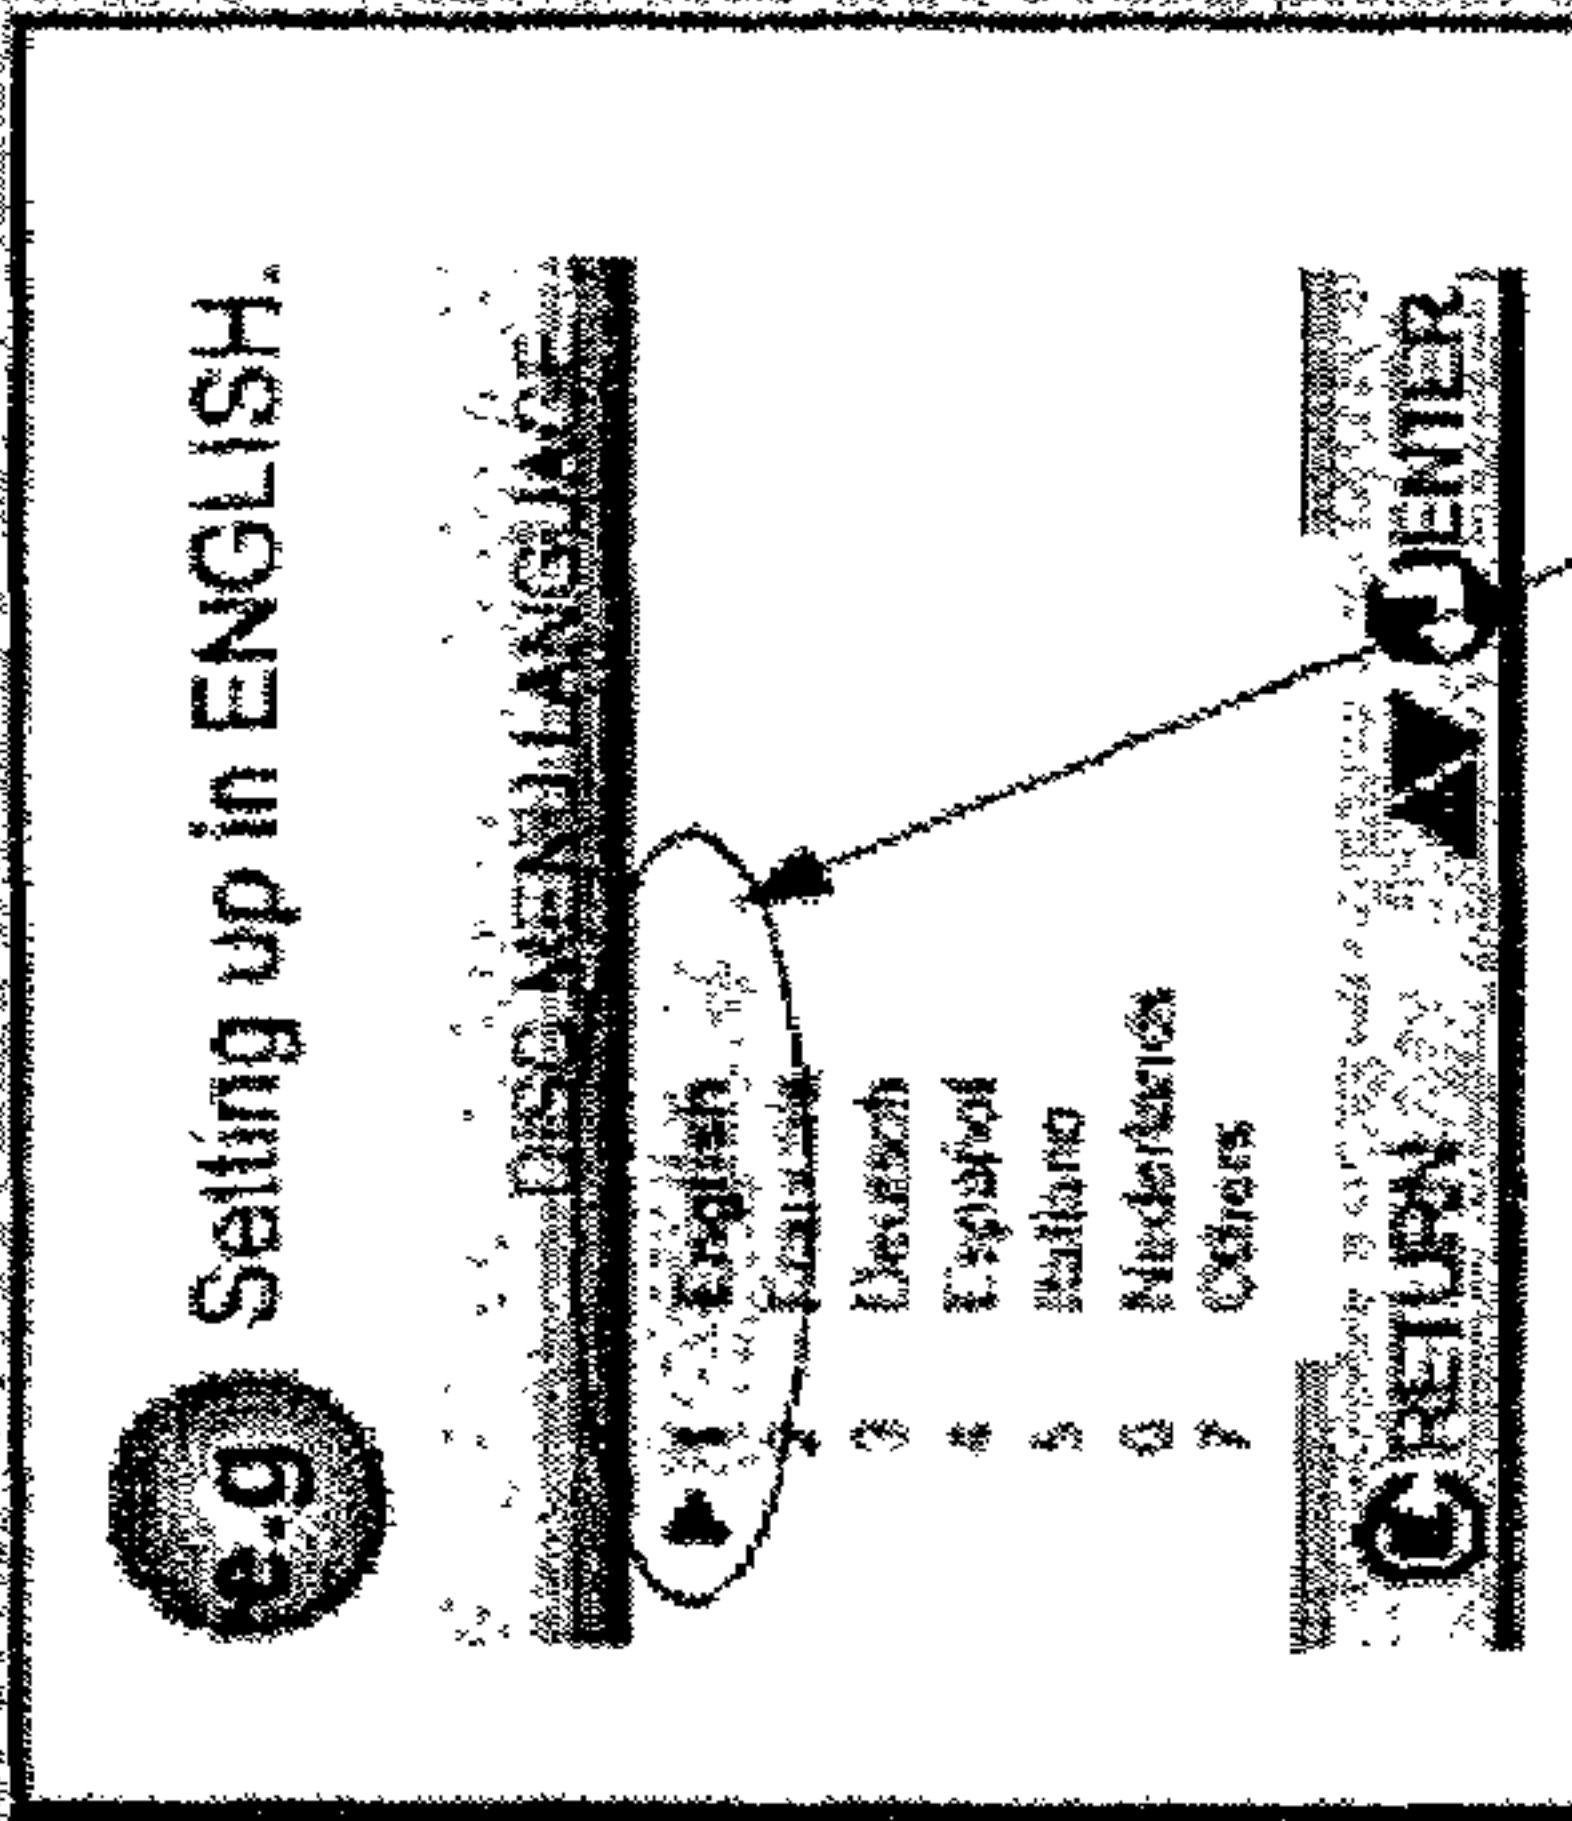 e.g Setting up in ENGLISH.
DISC MENU LANGUAGE
1 English
2 Français
3 Deutsch
4 Español
5 Italiano
6 Nederlands
7 Others
RETURN ENTER